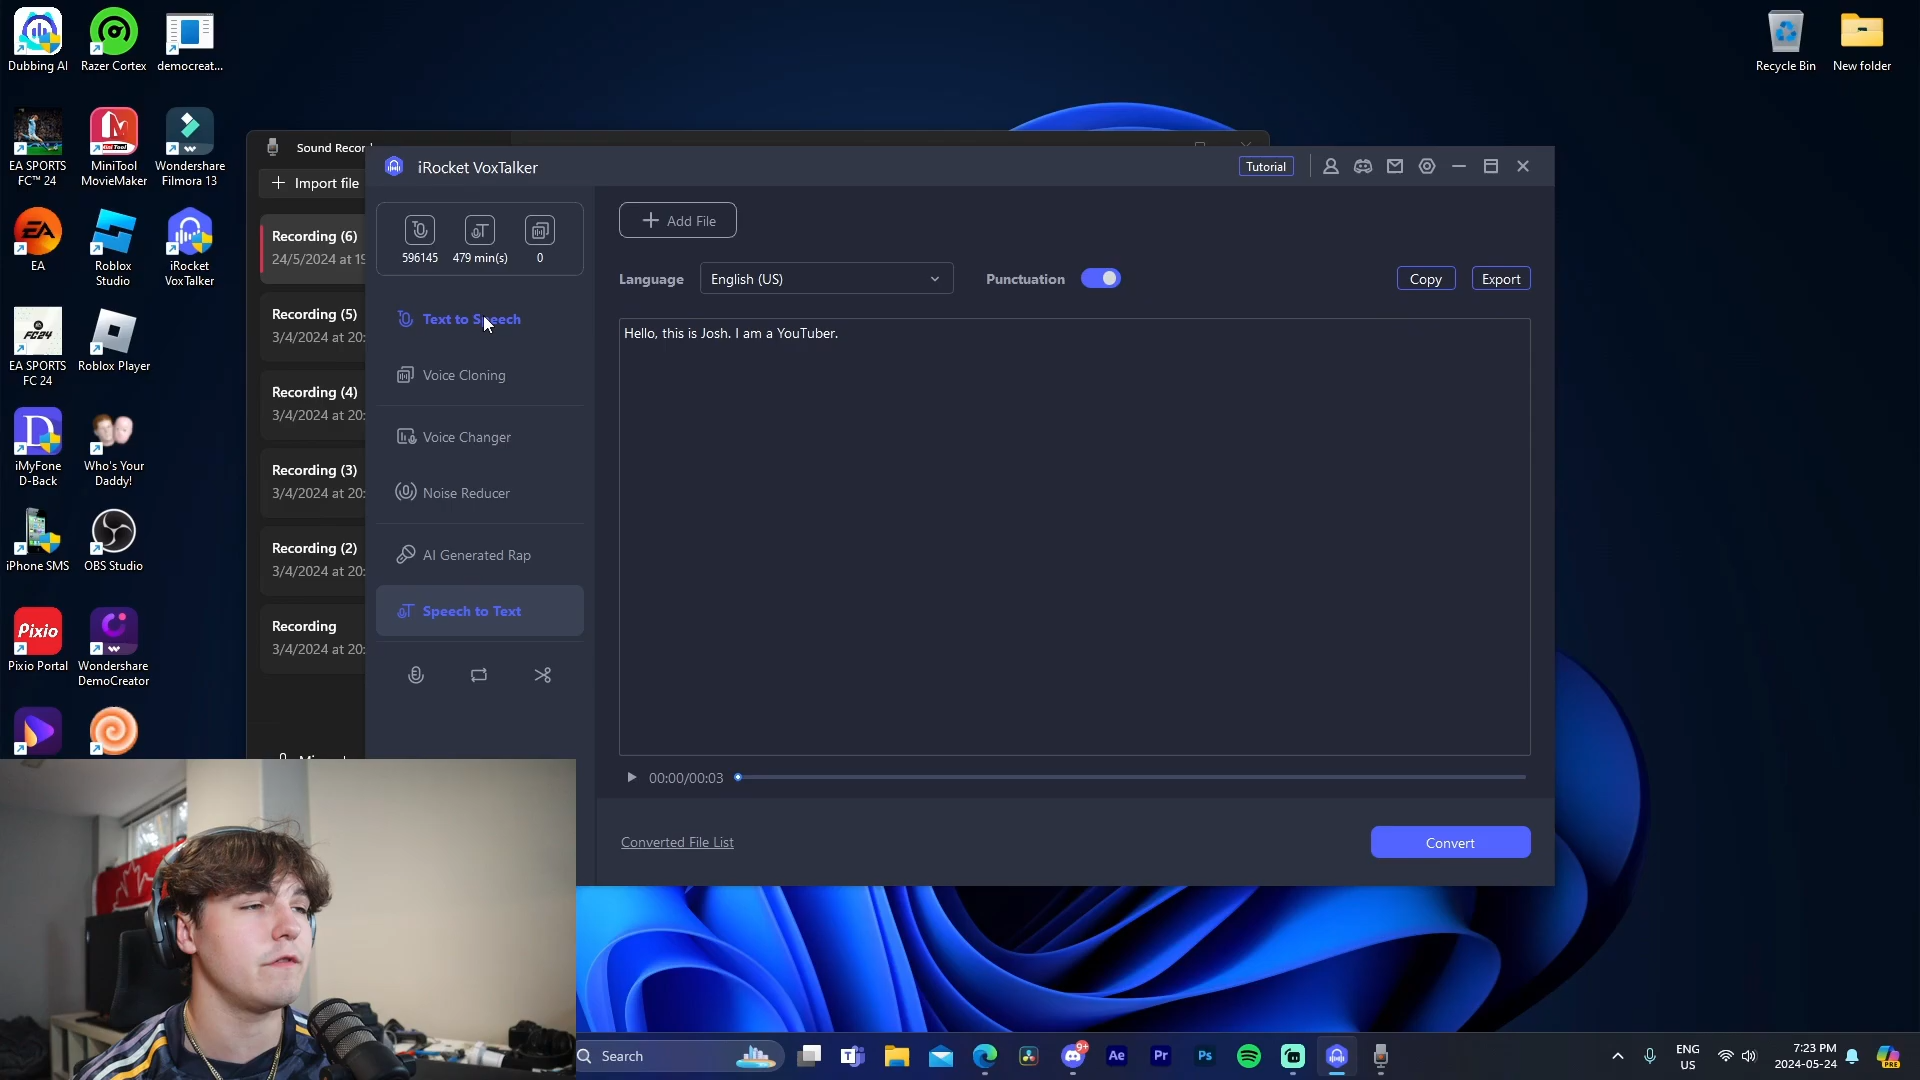 Dubbing AI
Razer Cortex
democreat...
Recycle Bin
New folder
EA SPORTS
FC™ 24
MiniTool
MovieMaker
Wondershare
Filmora 13
EA
Roblox
Studio
iRocket
VoxTalker
EA SPORTS
FC 24
Roblox Player
iMyFone
D-Back
Who's Your
Daddy!
iPhone SMS
OBS Studio
Pixio
Pixio Portal
Wondershare
DemoCreator
Sound Recor
Import file
Recording (6)
24/5/2024 at 19
Recording (5)
3/4/2024 at 20:
Recording (4)
3/4/2024 at 20:
Recording (3)
3/4/2024 at 20:
Recording (2)
3/4/2024 at 20:
Recording
3/4/2024 at 20:
iRocket VoxTalker
Tutorial
596145
479 min(s)
0
Text to Speech
Voice Cloning
Voice Changer
Noise Reducer
AI Generated Rap
Speech to Text
Add File
Language
English (US)
Punctuation
Copy
Export
Hello, this is Josh. I am a YouTuber.
00:00/00:03
Converted File List
Convert
Search
9+
Ae
Pr
Ps
ENG
US
7:23 PM
2024-05-24
PRE